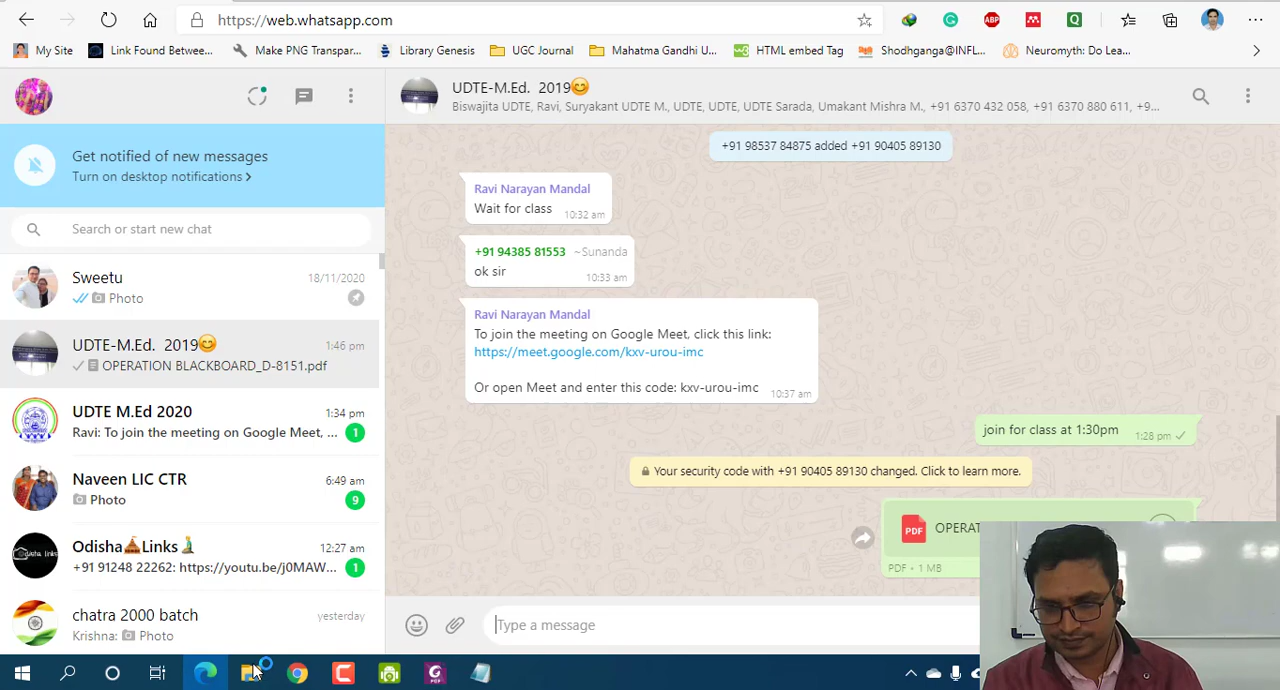 https://web.whatsapp.com
My Site
Link Found Betwee...
Make PNG Transpar...
Library Genesis
UGC Journal
Mahatma Gandhi U...
HTML embed Tag
Shodhganga@INFL...
Neuromyth: Do Lea...
ABP
Q
UDTE-M.Ed. 2019😊
Biswajita UDTE, Ravi, Suryakant UDTE M., UDTE, UDTE, UDTE Sarada, Umakant Mishra M., +91 6370 432 058, +91 6370 880 611, +9...
Get notified of new messages
Turn on desktop notifications >
Search or start new chat
Sweetu
18/11/2020
Photo
UDTE-M.Ed. 2019😊
1:46 pm
OPERATION BLACKBOARD_D-8151.pdf
UDTE M.Ed 2020
1:34 pm
Ravi: To join the meeting on Google Meet, ...
1
Naveen LIC CTR
6:49 am
Photo
9
Odisha🛕Links🧞‍♂️
12:27 am
+91 91248 22262: https://youtu.be/j0MAW...
1
chatra 2000 batch
yesterday
Krishna: Photo
+91 98537 84875 added +91 90405 89130
Ravi Narayan Mandal
Wait for class
10:32 am
+91 94385 81553 ~Sunanda
ok sir
10:33 am
Ravi Narayan Mandal
To join the meeting on Google Meet, click this link:
https://meet.google.com/kxv-urou-imc
Or open Meet and enter this code: kxv-urou-imc
10:37 am
join for class at 1:30pm
1:28 pm
Your security code with +91 90405 89130 changed. Click to learn more.
PDF
OPERAT
PDF • 1 MB
Type a message